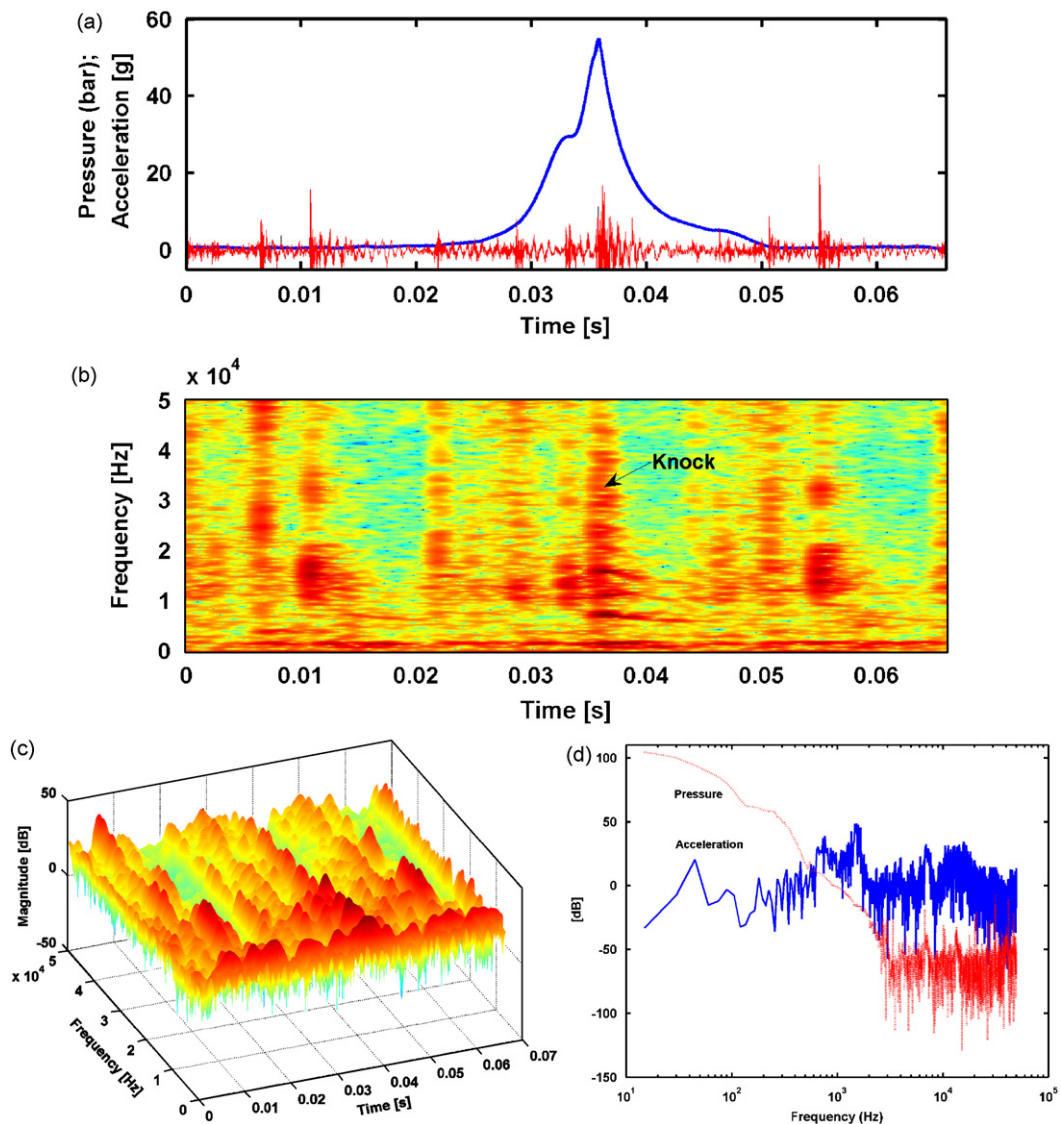 (a)
60
40
20
0
Pressure (bar);
Acceleration [g]
0 0.01 0.02 0.03 0.04 0.05 0.06
Time [s]
(b)
x 10^4
5
4
3
2
1
0
Frequency [Hz]
Knock
0 0.01 0.02 0.03 0.04 0.05 0.06
Time [s]
(c)
50
0
-50
Magnitude [dB]
x 10^4
5
4
3
2
1
0
Frequency [Hz]
0
0.01
0.02
0.03
0.04
0.05
0.06
0.07
Time [s]
(d)
100
50
0
-50
-100
-150
[dB]
Pressure
Acceleration
10^1 10^2 10^3 10^4 10^5
Frequency (Hz)